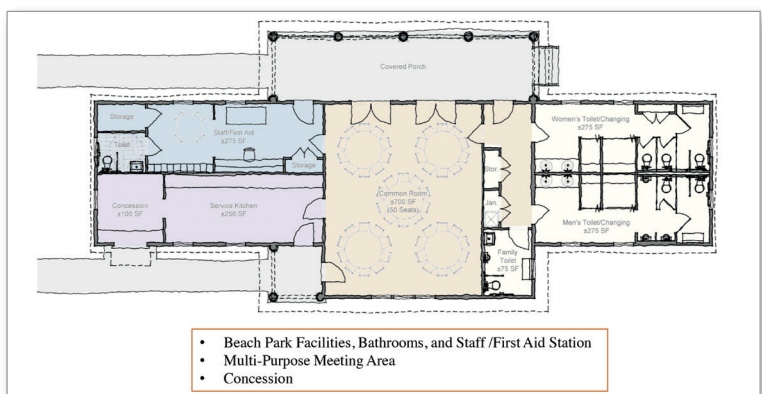 Covered Porch
Storage
Staff/First Aid
±275 SF
Toilet
Storage
Concession
±100 SF
Service Kitchen
±250 SF
Common Room
±700 SF
(50 Seats)
Stor.
Jan.
Family
Toilet
±75 SF
Women's Toilet/Changing
±275 SF
Men's Toilet/Changing
±275 SF
• Beach Park Facilities, Bathrooms, and Staff /First Aid Station
• Multi-Purpose Meeting Area
• Concession